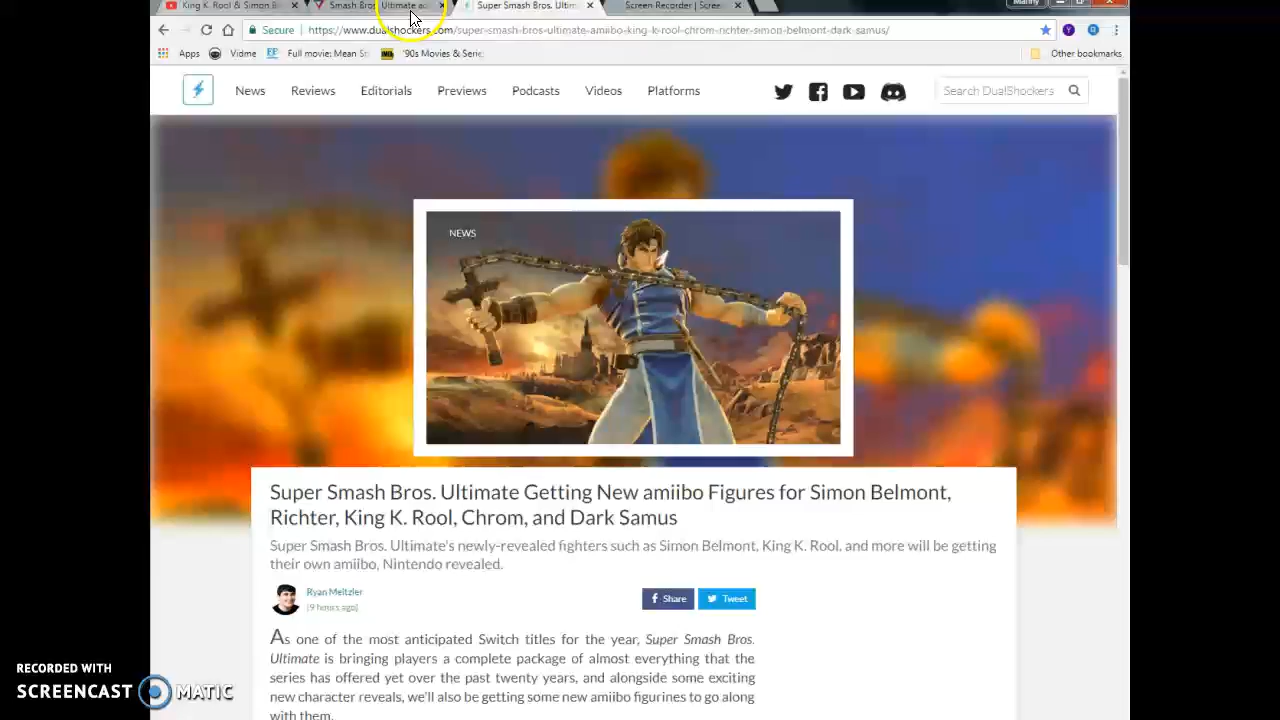 King K. Rool & Simon B
Smash Bros. Ultimate
Super Smash Bros. Ultim
Screen Recorder | Scree
Manny
Secure
https://www.dualshockers.com/super-smash-bros-ultimate-amiibo-king-k-rool-chrom-richter-simon-belmont-dark-samus/
Apps
Vidme
Full movie: Mean St
'90s Movies & Serie
Other bookmarks
News
Reviews
Editorials
Previews
Podcasts
Videos
Platforms
Search DualShockers
NEWS
Super Smash Bros. Ultimate Getting New amiibo Figures for Simon Belmont,
Richter, King K. Rool, Chrom, and Dark Samus
Super Smash Bros. Ultimate's newly-revealed fighters such as Simon Belmont, King K. Rool, and more will be getting
their own amiibo, Nintendo revealed.
Ryan Meitzler
[9 hours ago]
Share
Tweet
As one of the most anticipated Switch titles for the year, Super Smash Bros.
Ultimate is bringing players a complete package of almost everything that the
series has offered yet over the past twenty years, and alongside some exciting
new character reveals, we'll also be getting some new amiibo figurines to go along
with them.
RECORDED WITH
SCREENCAST MATIC